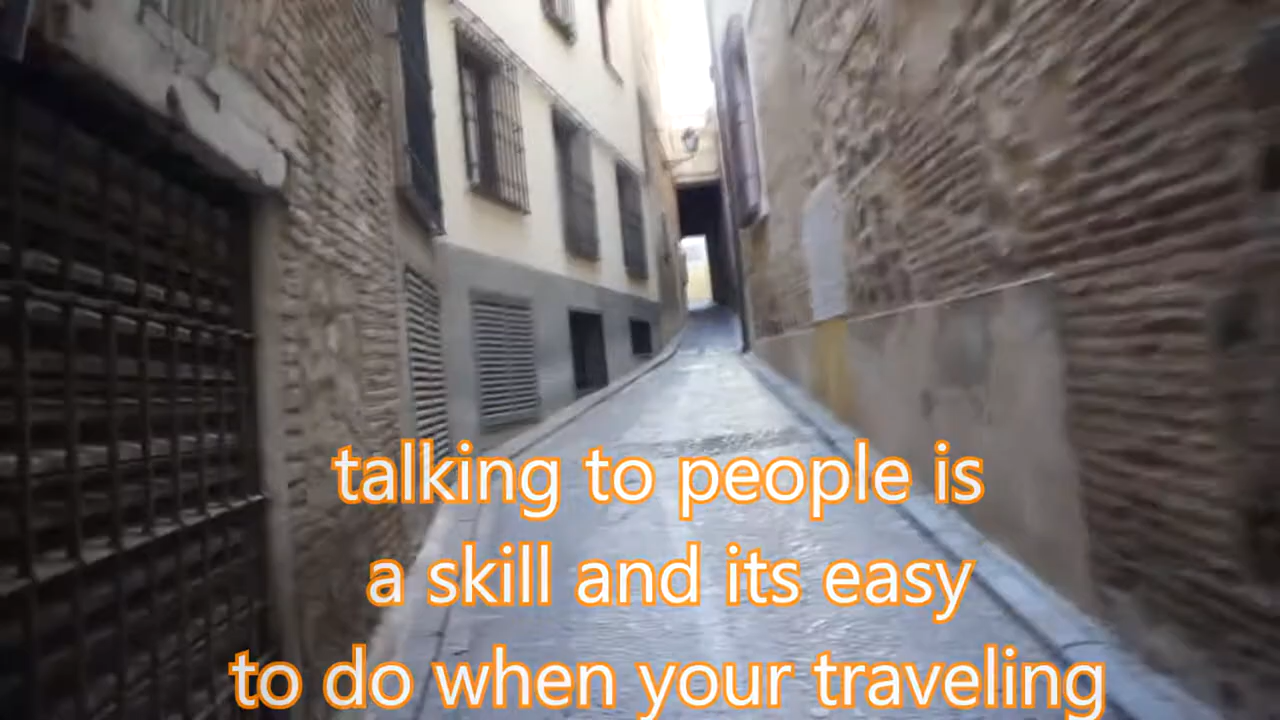 talking to people is
a skill and its easy
to do when your traveling